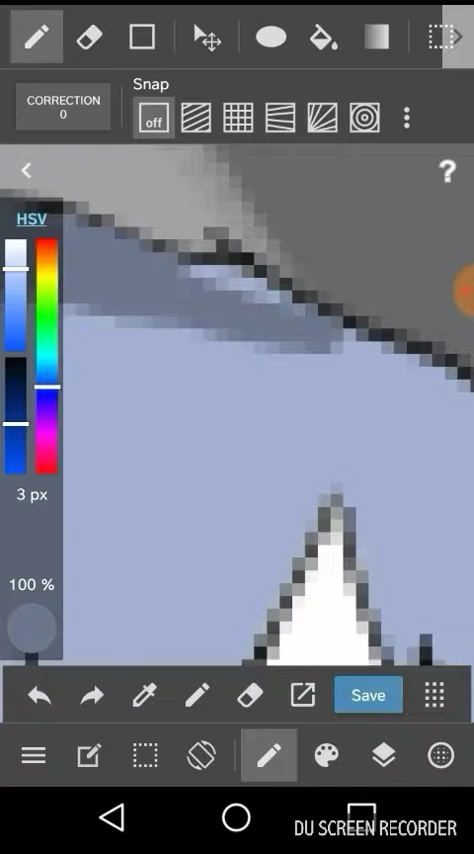 CORRECTION
0
Snap
off
?
HSV
3 px
100 %
Save
DU SCREEN RECORDER